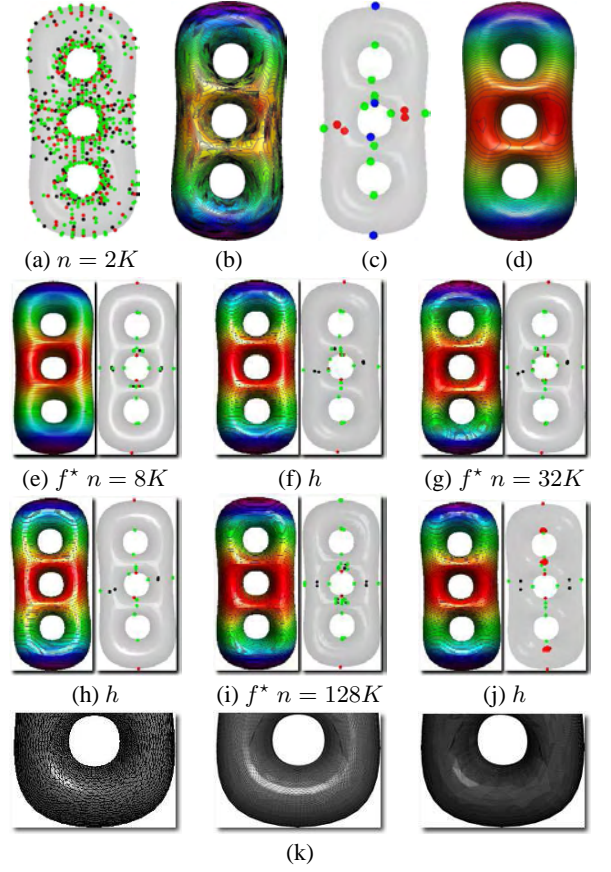 (a) n = 2K (b) (c) (d)
(e) f⋆ n = 8K (f) h (g) f⋆ n = 32K
(h) h (i) f⋆ n = 128K (j) h
(k)